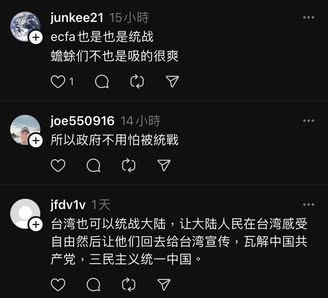 junkee21 15小時
ecfa也是也是统战
蟾蜍们不也是吸的很爽
1
joe550916 14小時
所以政府不用怕被統戰
jfdv1v 1天
台湾也可以统战大陆，让大陆人民在台湾感受
自由然后让他们回去给台湾宣传，瓦解中国共
产党，三民主义统一中国。